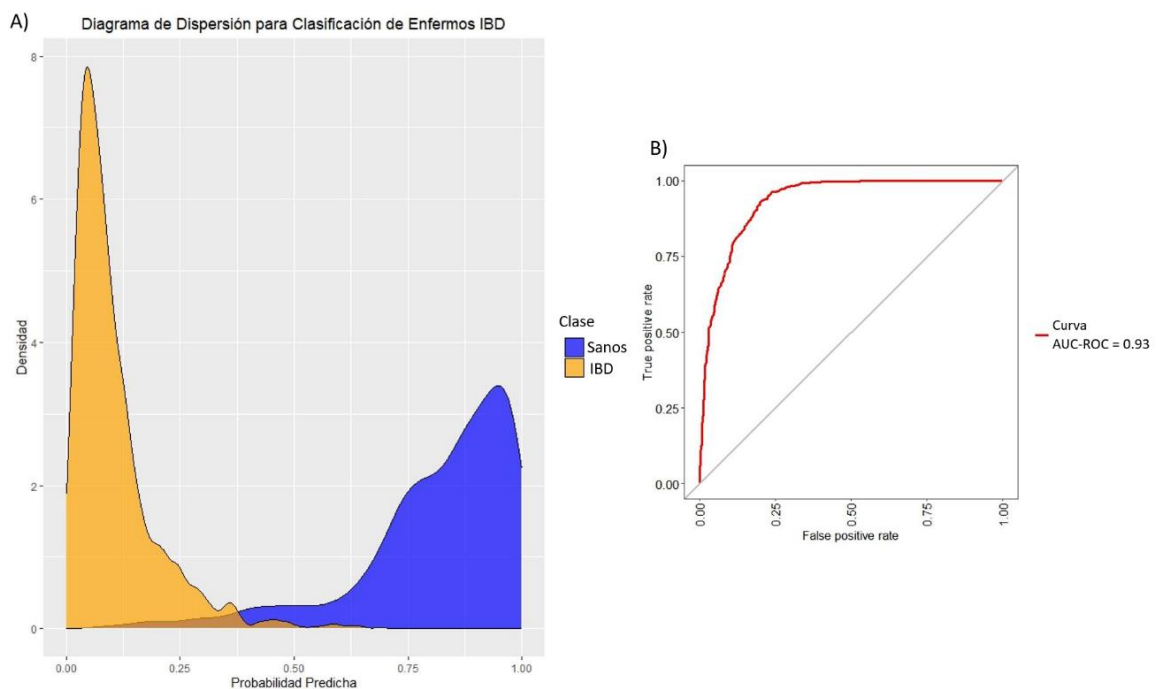 A)
Diagrama de Dispersión para Clasificación de Enfermos IBD
Densidad
8
6
4
2
0
0.00
0.25
0.50
0.75
1.00
Probabilidad Predicha
Clase
Sanos
IBD
B)
True positive rate
1.00
0.75
0.50
0.25
0.00
0.00
0.25
0.50
0.75
1.00
False positive rate
Curva
AUC-ROC = 0.93